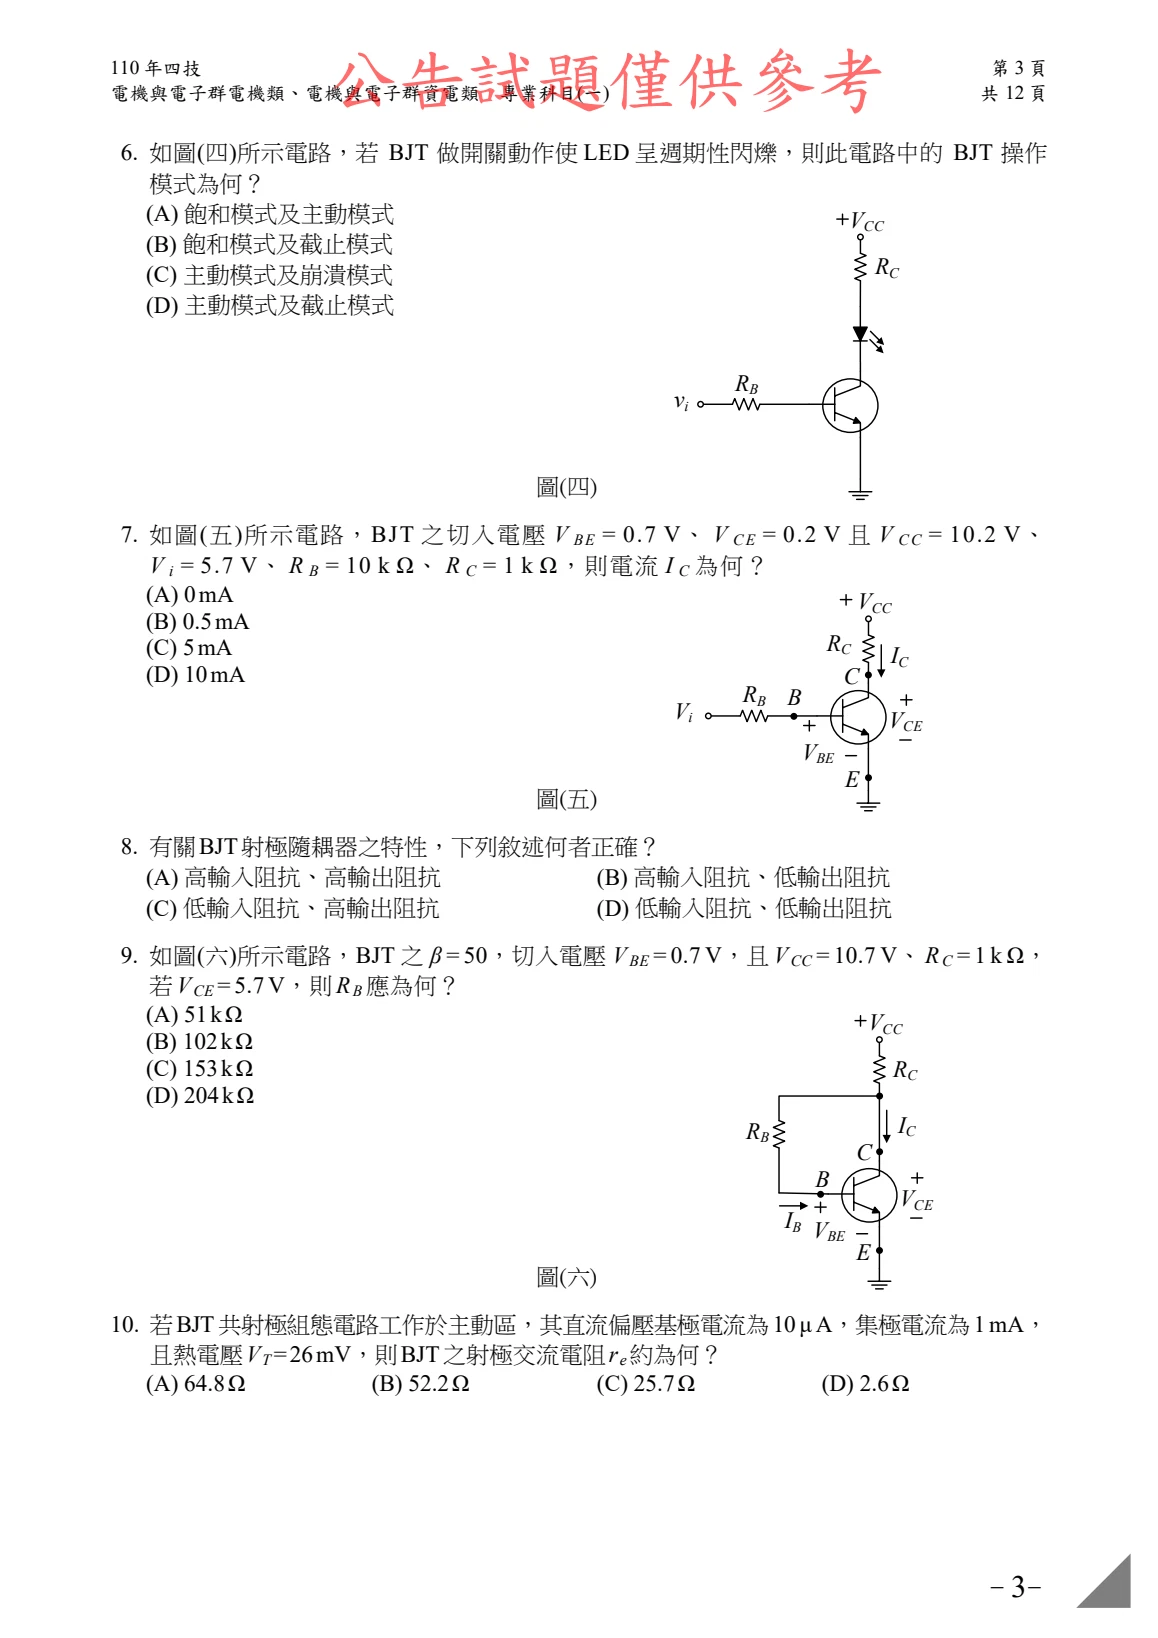 110 年四技
電機與電子群電機類、電機與電子群資電類 專業科目(一)
公告試題僅供參考
第 3 頁
共 12 頁
6. 如圖(四)所示電路，若 BJT 做開關動作使 LED 呈週期性閃爍，則此電路中的 BJT 操作
模式為何？
(A) 飽和模式及主動模式
(B) 飽和模式及截止模式
(C) 主動模式及崩潰模式
(D) 主動模式及截止模式
+VCC
RC
RB
vi
圖(四)
7. 如圖(五)所示電路，BJT 之切入電壓 VBE = 0.7 V、VCE = 0.2 V 且 VCC = 10.2 V、
Vi = 5.7 V、RB = 10 kΩ、RC = 1 kΩ，則電流 IC 為何？
(A) 0 mA
(B) 0.5 mA
(C) 5 mA
(D) 10 mA
+VCC
RC
IC
C
RB B
Vi
+
+
VCE
−
VBE −
E
圖(五)
8. 有關BJT射極隨耦器之特性，下列敘述何者正確？
(A) 高輸入阻抗、高輸出阻抗
(B) 高輸入阻抗、低輸出阻抗
(C) 低輸入阻抗、高輸出阻抗
(D) 低輸入阻抗、低輸出阻抗
9. 如圖(六)所示電路，BJT 之 β=50，切入電壓 VBE=0.7 V，且 VCC=10.7 V、RC=1 kΩ，
若 VCE=5.7 V，則 RB 應為何？
(A) 51 kΩ
(B) 102 kΩ
(C) 153 kΩ
(D) 204 kΩ
+VCC
RC
RB
IC
C
B
+
VCE
−
IB
+
VBE −
E
圖(六)
10. 若BJT共射極組態電路工作於主動區，其直流偏壓基極電流為10 μA，集極電流為1 mA，
且熱電壓 VT=26 mV，則BJT之射極交流電阻re約為何？
(A) 64.8 Ω
(B) 52.2 Ω
(C) 25.7 Ω
(D) 2.6 Ω
− 3−